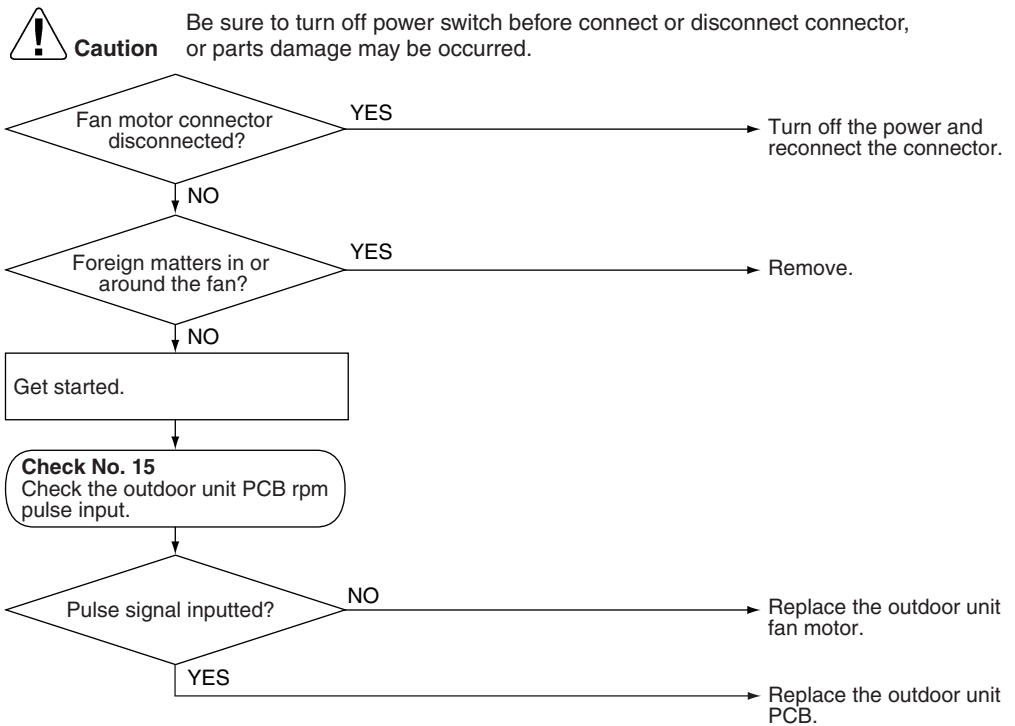 Be sure to turn off power switch before connect or disconnect connector,
Caution or parts damage may be occurred.
Fan motor connector
disconnected?
YES
Turn off the power and
reconnect the connector.
NO
Foreign matters in or
around the fan?
YES
Remove.
NO
Get started.
Check No. 15
Check the outdoor unit PCB rpm
pulse input.
Pulse signal inputted?
NO
Replace the outdoor unit
fan motor.
YES
Replace the outdoor unit
PCB.